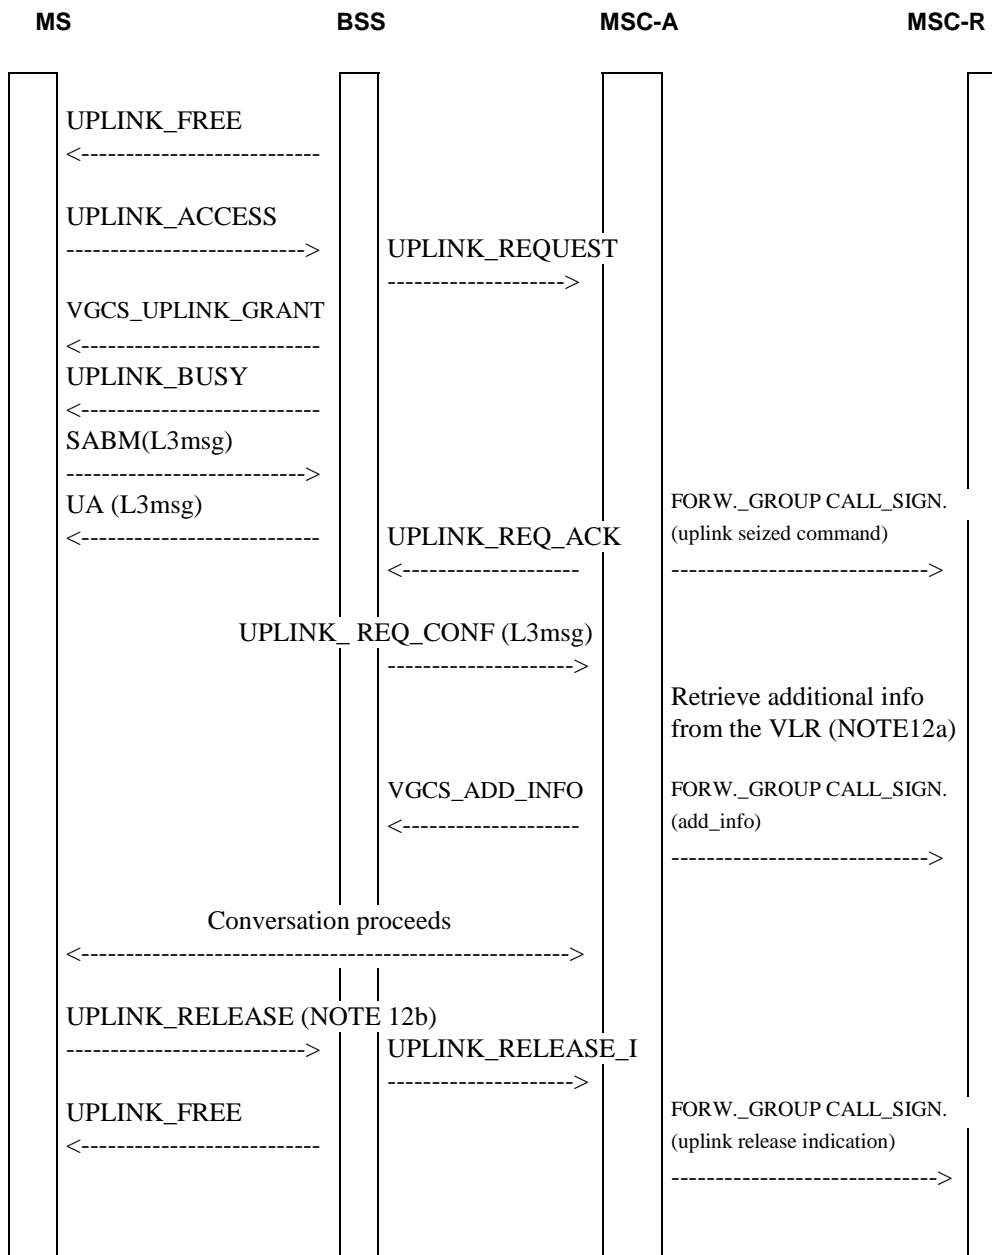 MS BSS MSC-A MSC-R
UPLINK_FREE
<---------------------------
UPLINK_ACCESS
--------------------------->
UPLINK_REQUEST
-------------------->
VGCS_UPLINK_GRANT
<---------------------------
UPLINK_BUSY
<---------------------------
SABM(L3msg)
--------------------------->
UA (L3msg)
<---------------------------
FORW._GROUP CALL_SIGN.
(uplink seized command)
UPLINK_REQ_ACK
<--------------------
----------------------------->
UPLINK_ REQ_CONF (L3msg)
--------------------->
Retrieve additional info
from the VLR (NOTE12a)
VGCS_ADD_INFO
<--------------------
FORW._GROUP CALL_SIGN.
(add_info)
----------------------------->
Conversation proceeds
<------------------------------------------------------->
UPLINK_RELEASE (NOTE 12b)
--------------------------->
UPLINK_RELEASE_I
--------------------->
UPLINK_FREE
<---------------------------
FORW._GROUP CALL_SIGN.
(uplink release indication)
------------------------------>